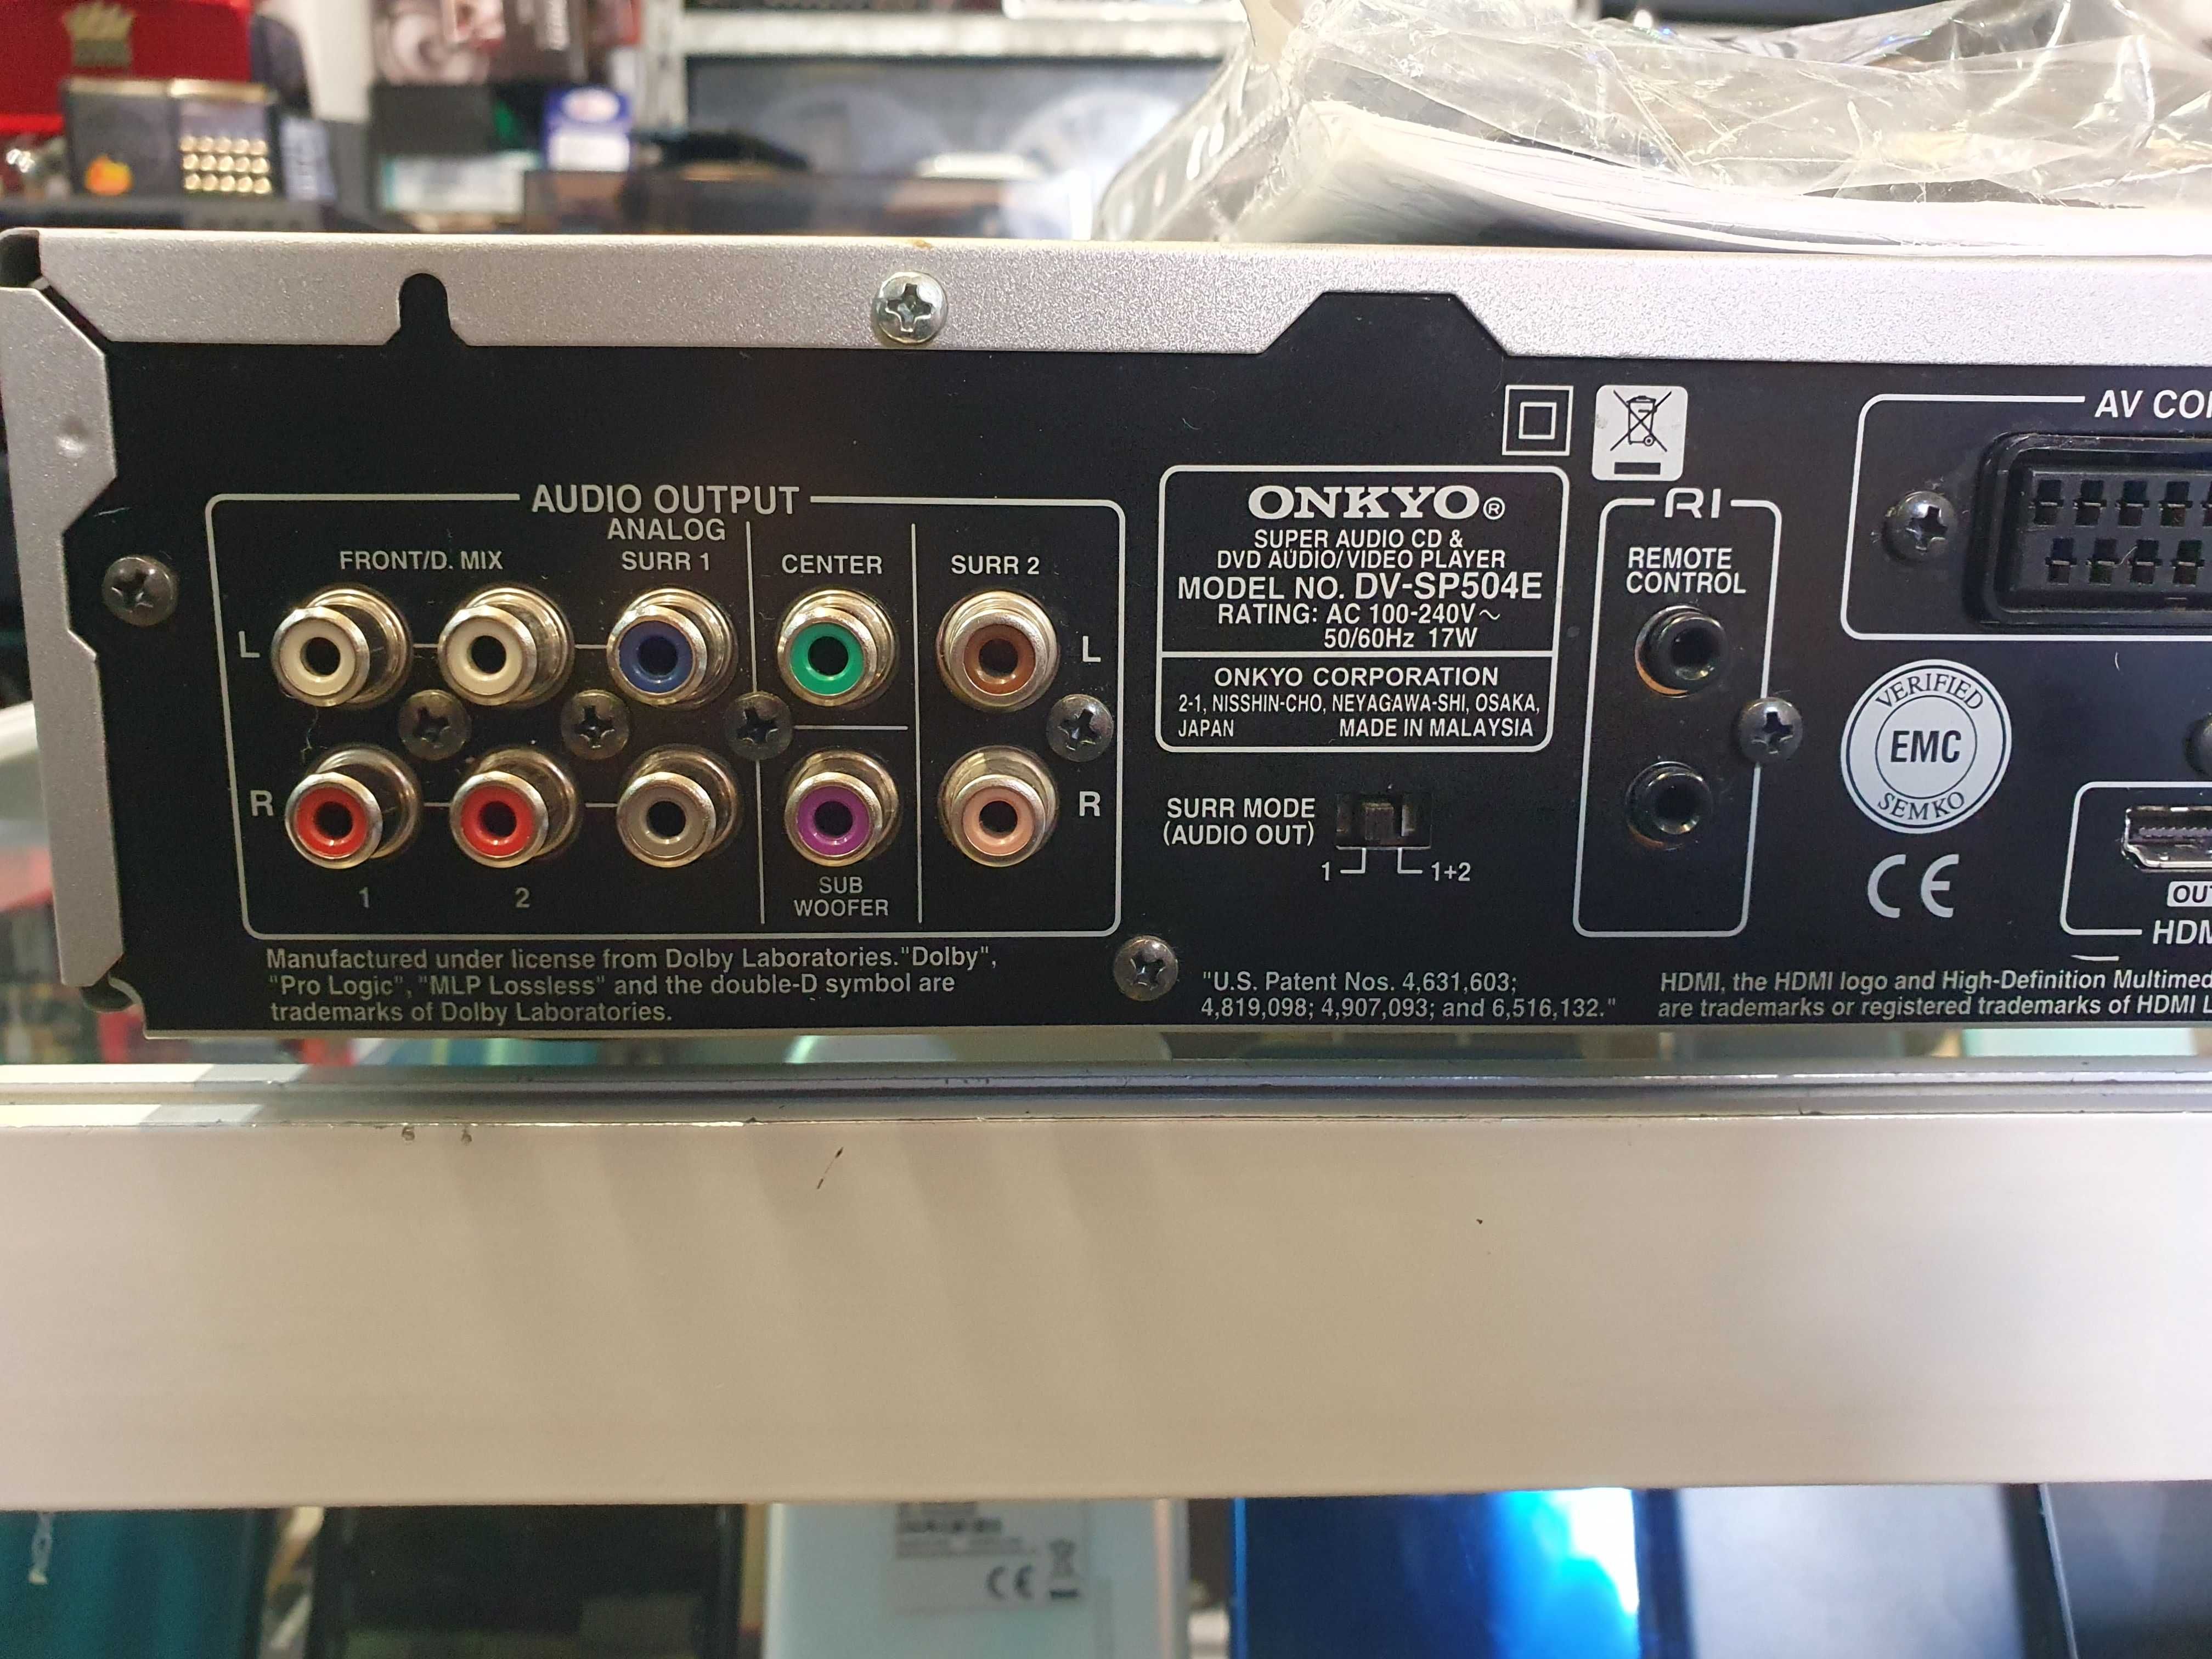 AUDIO OUTPUT
ANALOG
FRONT/D. MIX
SURR 1
CENTER
SURR 2
L
L
R
R
1
2
SUB
WOOFER
Manufactured under license from Dolby Laboratories."Dolby",
"Pro Logic", "MLP Lossless" and the double-D symbol are
trademarks of Dolby Laboratories.
ONKYO®
SUPER AUDIO CD &
DVD AUDIO/VIDEO PLAYER
MODEL NO. DV-SP504E
RATING: AC 100-240V~
50/60Hz 17W
ONKYO CORPORATION
2-1, NISSHIN-CHO, NEYAGAWA-SHI, OSAKA,
JAPAN MADE IN MALAYSIA
SURR MODE
(AUDIO OUT)
1
1+2
"U.S. Patent Nos. 4,631,603;
4,819,098; 4,907,093; and 6,516,132."
RI
REMOTE
CONTROL
AV CO
VERIFIED
EMC
SEMKO
CE
OU
HDM
HDMI, the HDMI logo and High-Definition Multimed
are trademarks or registered trademarks of HDMI L
CE